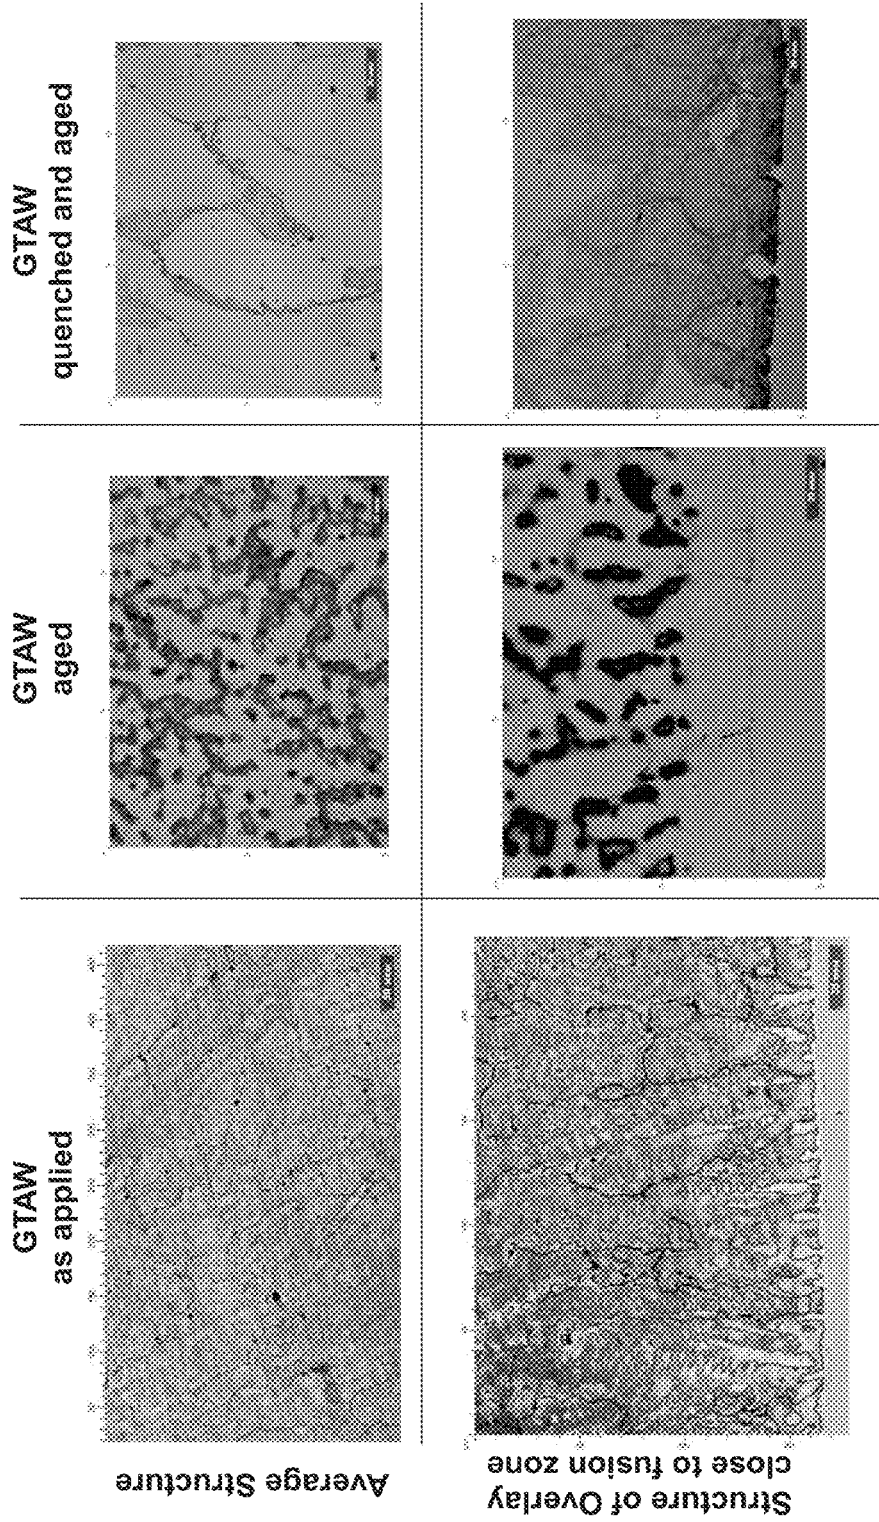 GTAW
as applied
GTAW
aged
GTAW
quenched and aged
Average Structure
Structure of Overlay
close to fusion zone